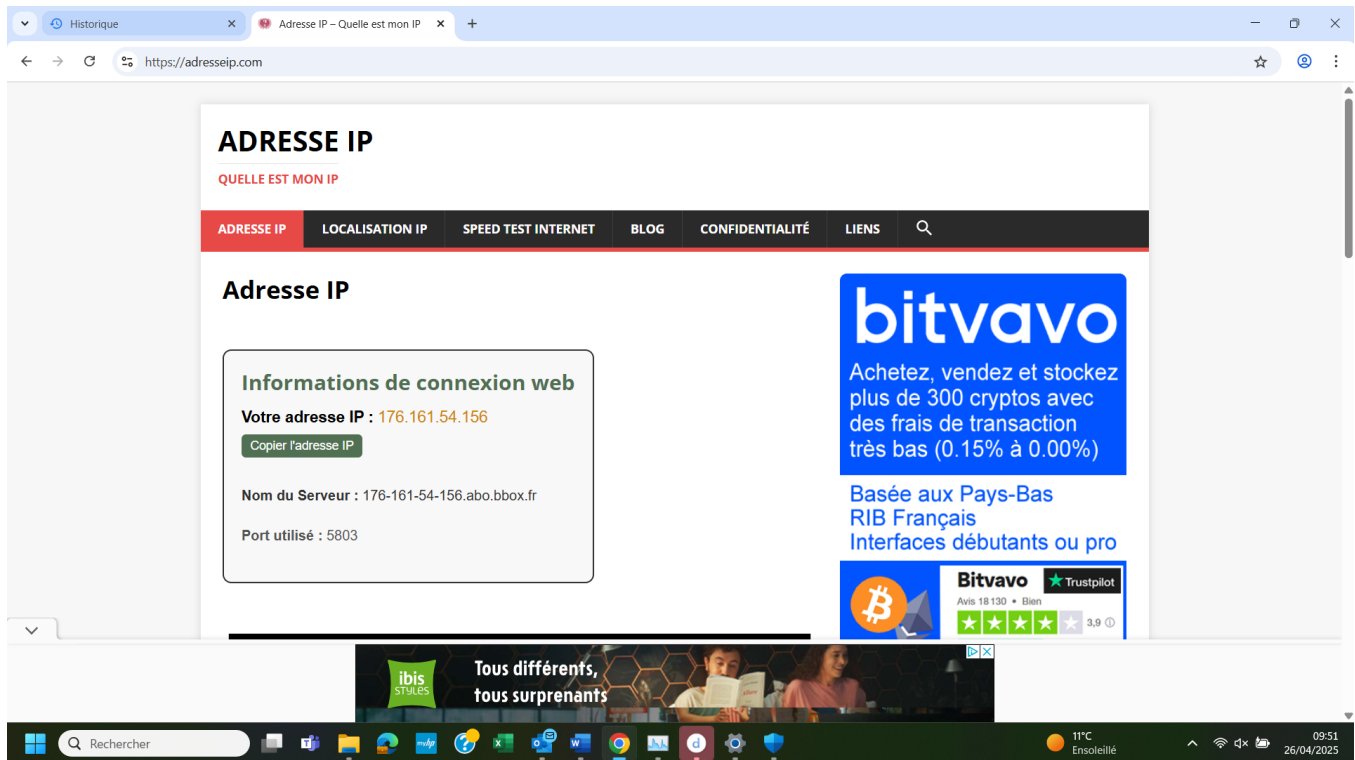 Historique
Adresse IP – Quelle est mon IP
https://adresseip.com
ADRESSE IP
QUELLE EST MON IP
ADRESSE IP LOCALISATION IP SPEED TEST INTERNET BLOG CONFIDENTIALITÉ LIENS
Adresse IP
Informations de connexion web
Votre adresse IP : 176.161.54.156
Copier l'adresse IP
Nom du Serveur : 176-161-54-156.abo.bbox.fr
Port utilisé : 5803
bitvavo
Achetez, vendez et stockez
plus de 300 cryptos avec
des frais de transaction
très bas (0.15% à 0.00%)
Basée aux Pays-Bas
RIB Français
Interfaces débutants ou pro
Bitvavo Trustpilot
Avis 18 130 • Bien
3,9
ibis
STYLES
Tous différents,
tous surprenants
Rechercher
11°C
Ensoleillé
09:51
26/04/2025